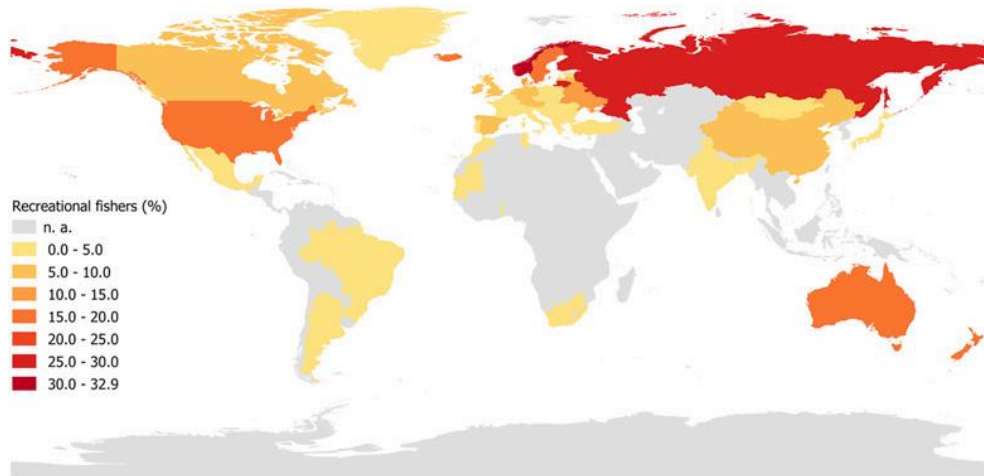 Recreational fishers (%)
n. a.
0.0 - 5.0
5.0 - 10.0
10.0 - 15.0
15.0 - 20.0
20.0 - 25.0
25.0 - 30.0
30.0 - 32.9